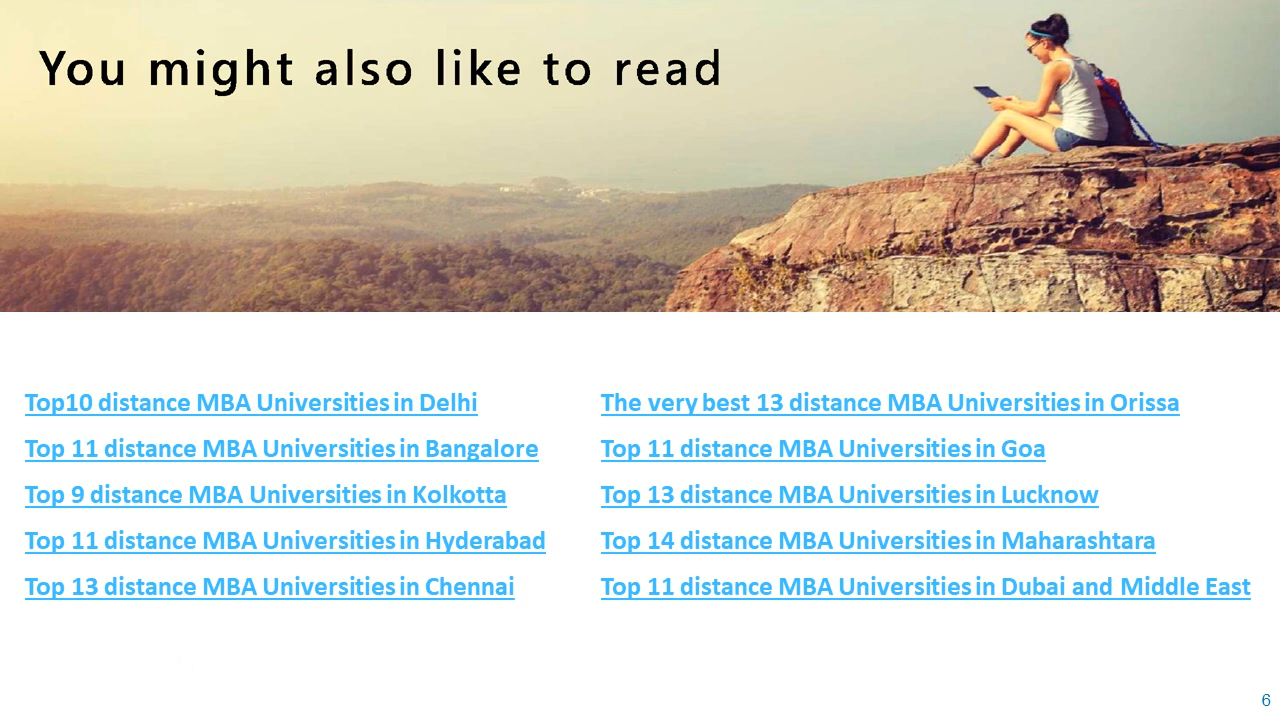 You might also like to read
Top10 distance MBA Universities in Delhi
Top 11 distance MBA Universities in Bangalore
Top 9 distance MBA Universities in Kolkotta
Top 11 distance MBA Universities in Hyderabad
Top 13 distance MBA Universities in Chennai
The very best 13 distance MBA Universities in Orissa
Top 11 distance MBA Universities in Goa
Top 13 distance MBA Universities in Lucknow
Top 14 distance MBA Universities in Maharashtara
Top 11 distance MBA Universities in Dubai and Middle East
6